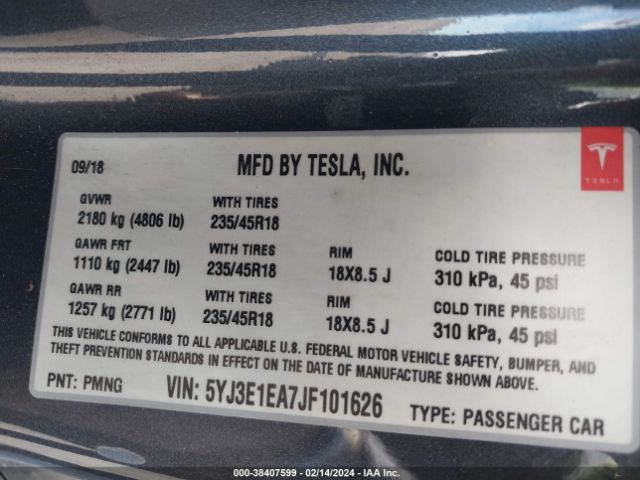 09/18 MFD BY TESLA, INC.
TESLA
GVWR WITH TIRES
2180 kg (4806 lb) 235/45R18
GAWR FRT WITH TIRES RIM COLD TIRE PRESSURE
1110 kg (2447 lb) 235/45R18 18X8.5 J 310 kPa, 45 psi
GAWR RR WITH TIRES RIM COLD TIRE PRESSURE
1257 kg (2771 lb) 235/45R18 18X8.5 J 310 kPa, 45 psi
THIS VEHICLE CONFORMS TO ALL APPLICABLE U.S. FEDERAL MOTOR VEHICLE SAFETY, BUMPER, AND
THEFT PREVENTION STANDARDS IN EFFECT ON THE DATE OF MANUFACTURE SHOWN ABOVE.
PNT: PMNG VIN: 5YJ3E1EA7JF101626 TYPE: PASSENGER CAR
000-38407599 - 02/14/2024 - IAA Inc.